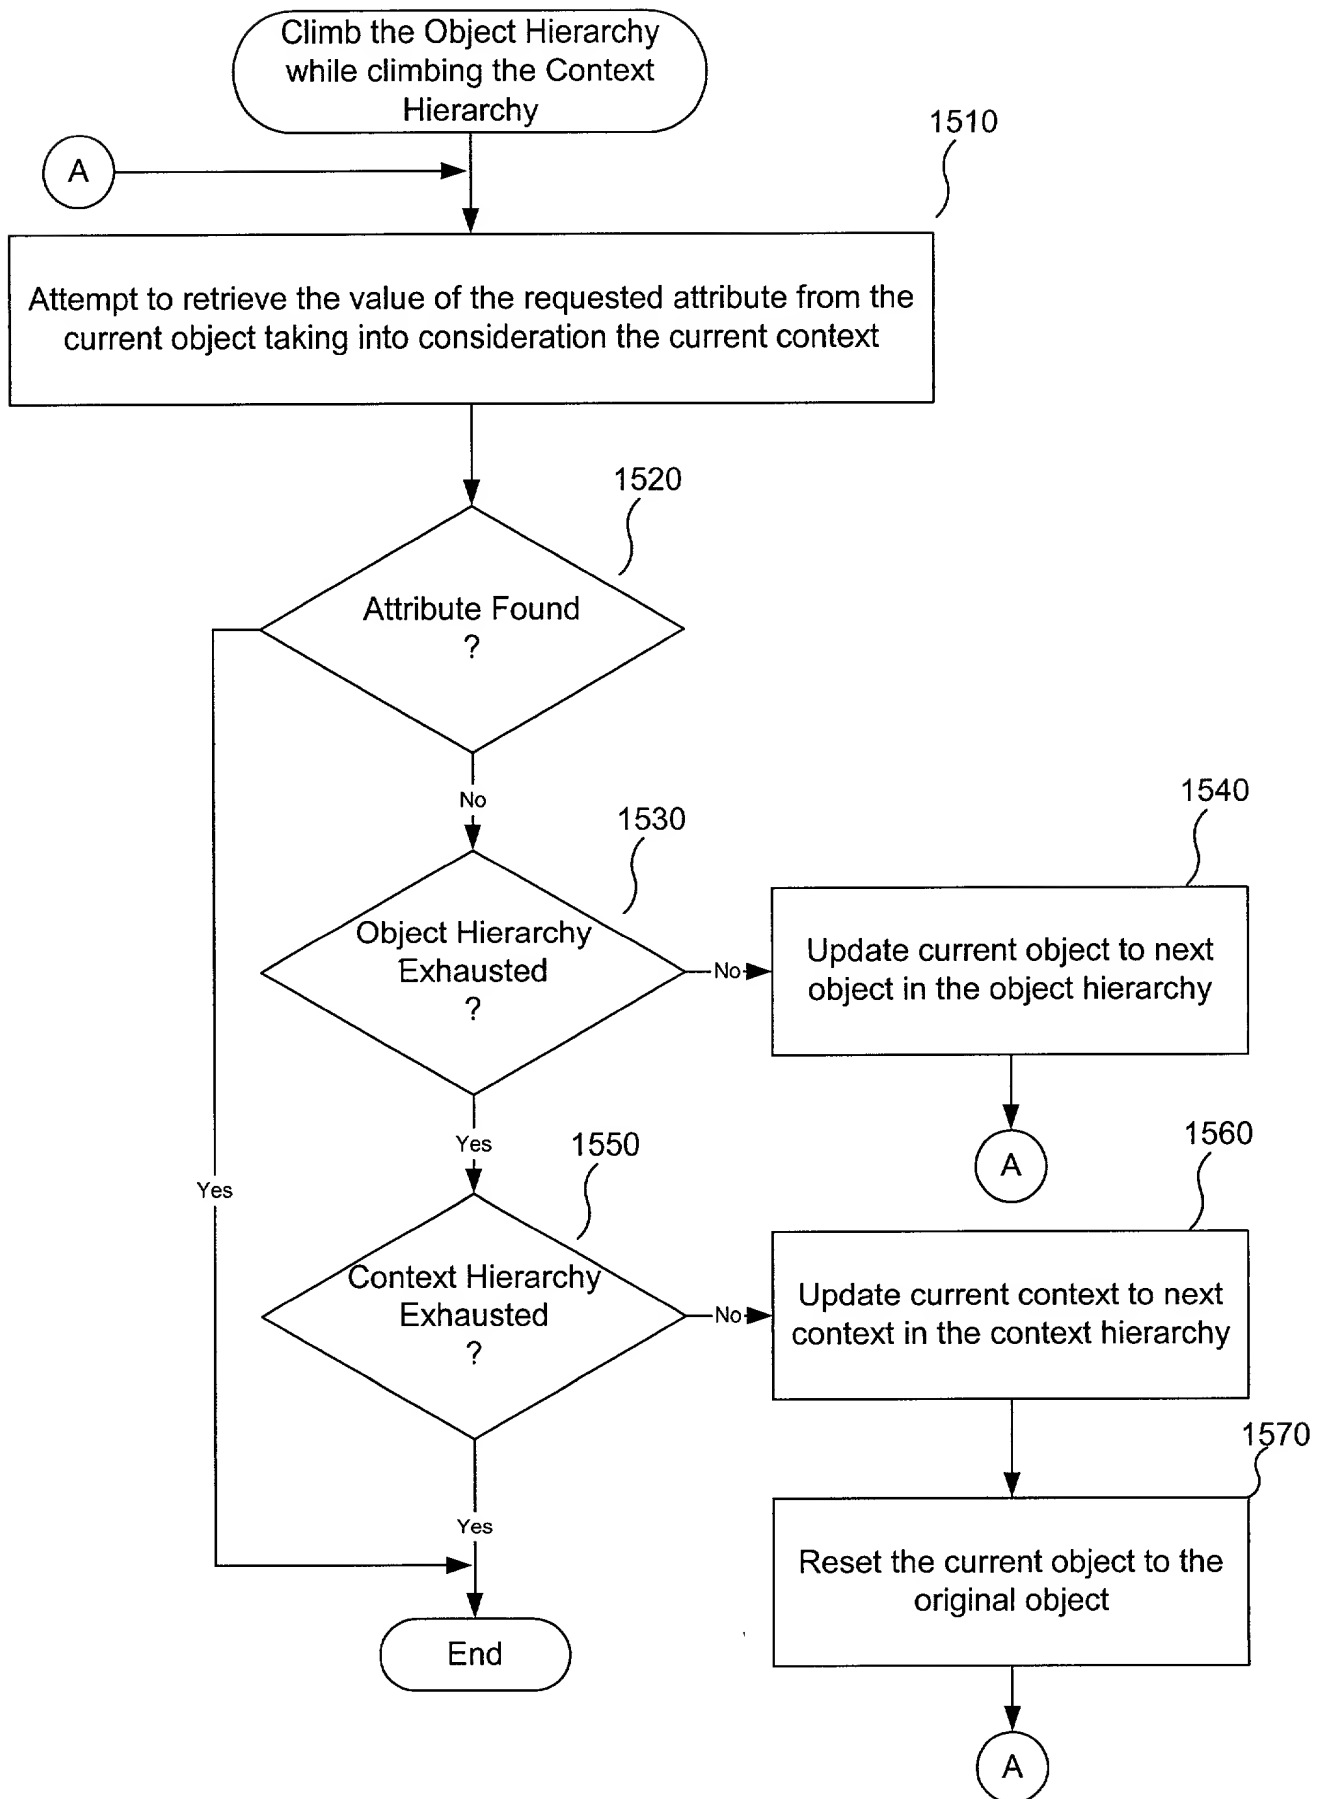 Climb the Object Hierarchy
while climbing the Context
Hierarchy
A
1510
Attempt to retrieve the value of the requested attribute from the
current object taking into consideration the current context
1520
Attribute Found
?
No
1530
Object Hierarchy
Exhausted
?
No
1540
Update current object to next
object in the object hierarchy
A
Yes
Yes
1550
Context Hierarchy
Exhausted
?
No
1560
Update current context to next
context in the context hierarchy
1570
Reset the current object to the
original object
A
Yes
End